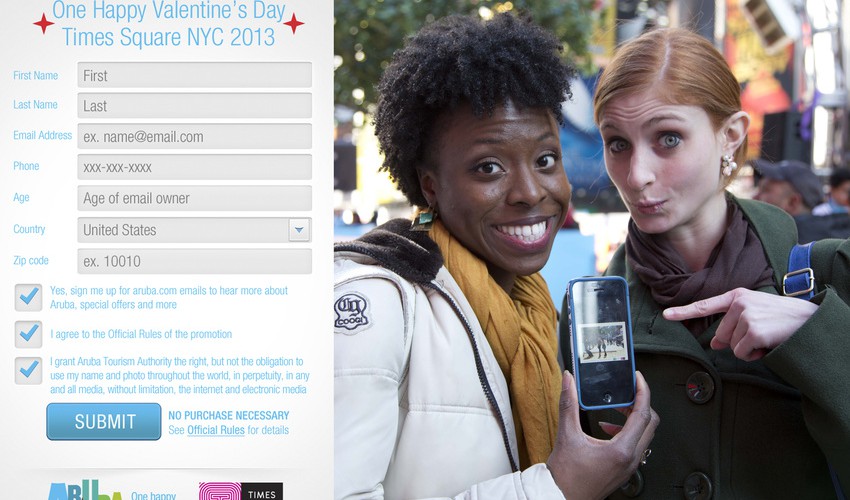 One Happy Valentine's Day
Times Square NYC 2013
First Name
First
Last Name
Last
Email Address
ex. name@email.com
Phone
xxx-xxx-xxxx
Age
Age of email owner
Country
United States
Zip code
ex. 10010
Yes, sign me up for aruba.com emails to hear more about
Aruba, special offers and more
I agree to the Official Rules of the promotion
I grant Aruba Tourism Authority the right, but not the obligation to
use my name and photo throughout the world, in perpetuity, in any
and all media, without limitation, the internet and electronic media
SUBMIT
NO PURCHASE NECESSARY
See Official Rules for details
ARUBA
One happy
TIMES
COOGI